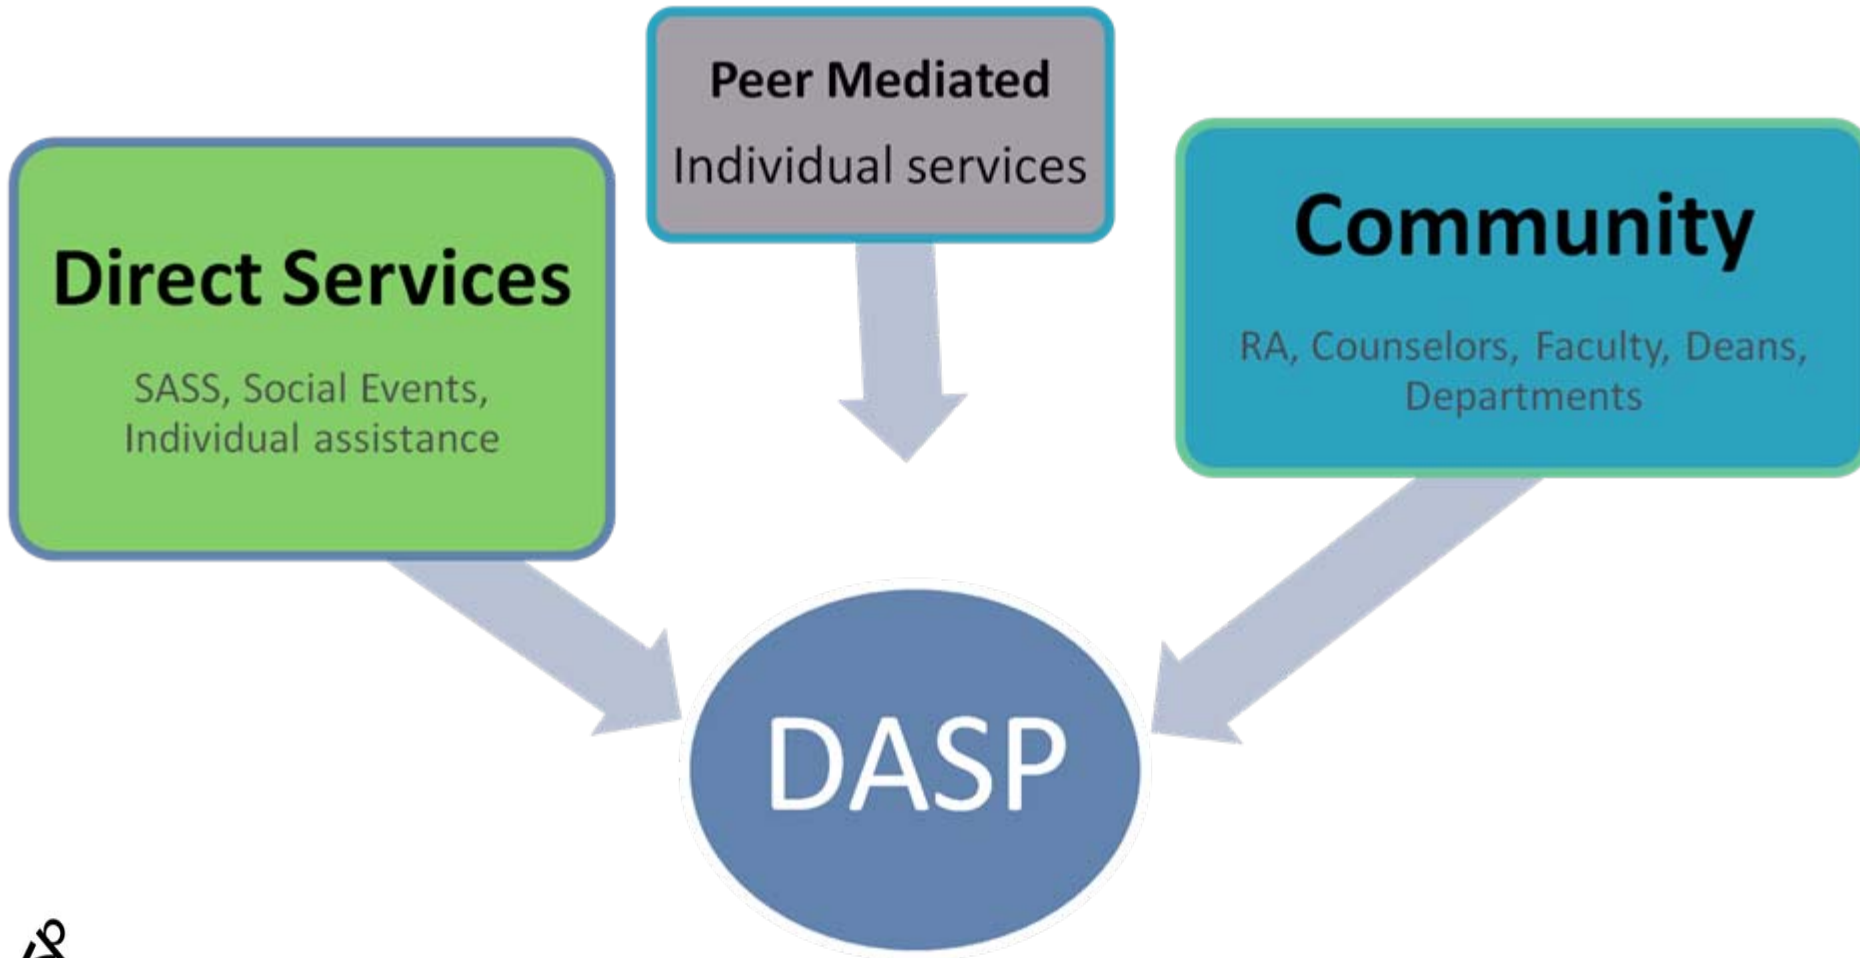 Peer Mediated
Individual services
Direct Services
SASS, Social Events,
Individual assistance
Community
RA, Counselors, Faculty, Deans,
Departments
DASP